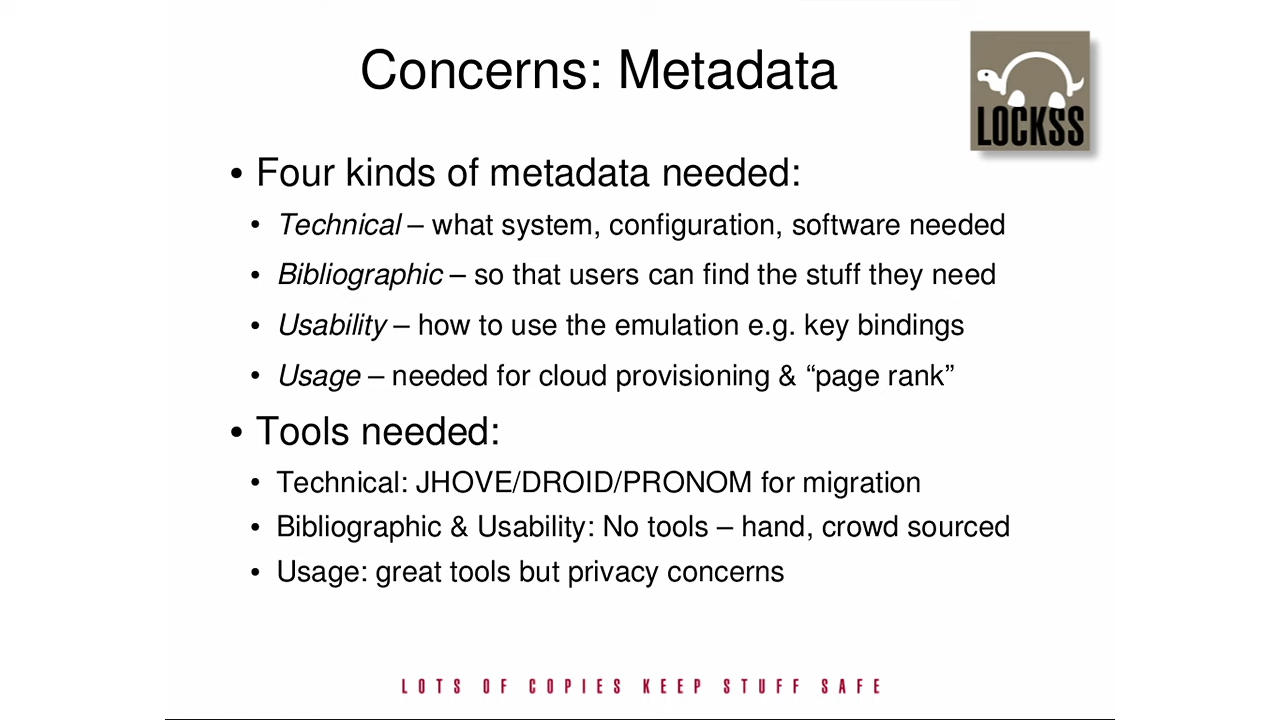 Concerns: Metadata
LOCKSS
• Four kinds of metadata needed:
• Technical – what system, configuration, software needed
• Bibliographic – so that users can find the stuff they need
• Usability – how to use the emulation e.g. key bindings
• Usage – needed for cloud provisioning & “page rank”
• Tools needed:
• Technical: JHOVE/DROID/PRONOM for migration
• Bibliographic & Usability: No tools – hand, crowd sourced
• Usage: great tools but privacy concerns
LOTS OF COPIES KEEP STUFF SAFE